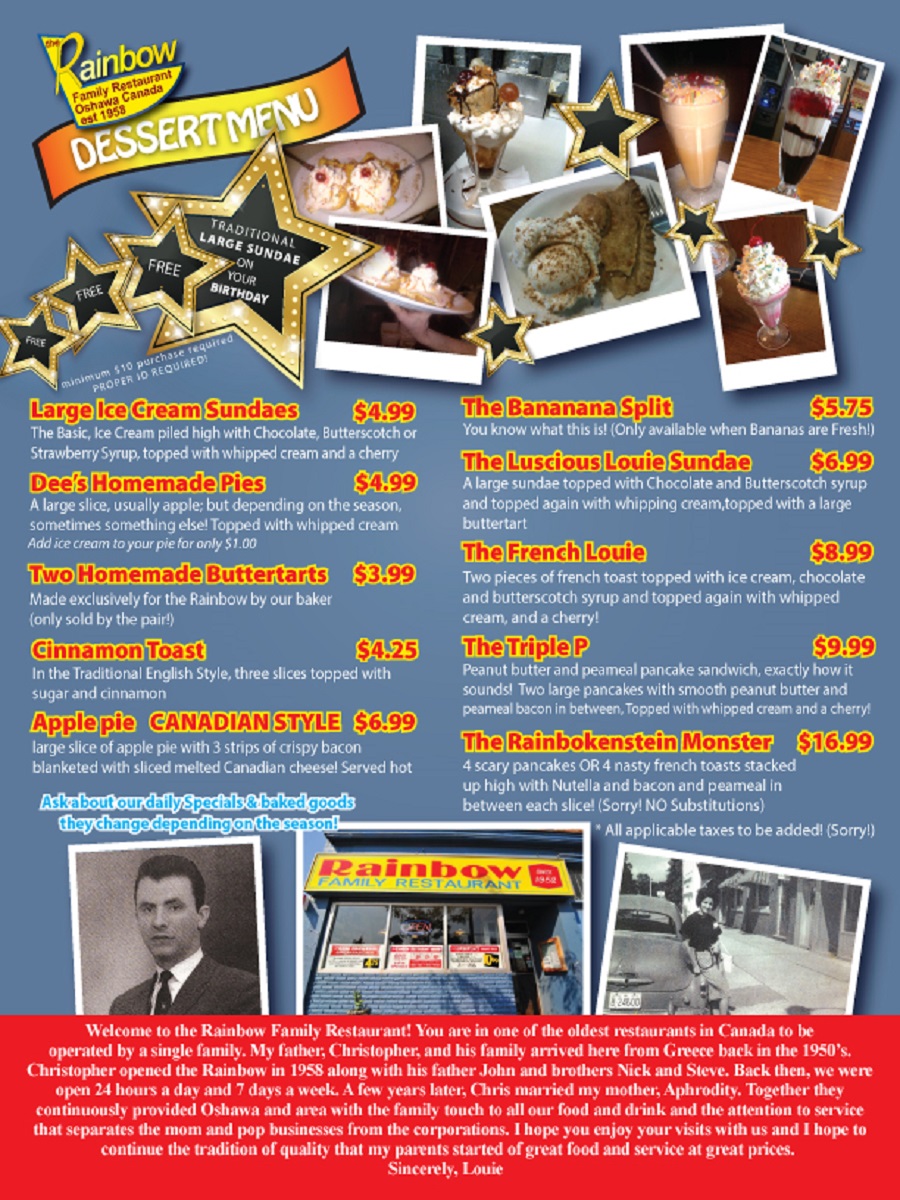 the
Rainbow
Family Restaurant
Oshawa Canada
est 1958
DESSERT MENU
TRADITIONAL
LARGE SUNDAE
ON
YOUR
BIRTHDAY
FREE
FREE
FREE
minimum $10 purchase required
PROPER ID REQUIRED!
Large Ice Cream Sundaes $4.99
The Basic, Ice Cream piled high with Chocolate, Butterscotch or
Strawberry Syrup, topped with whipped cream and a cherry
Dee's Homemade Pies $4.99
A large slice, usually apple; but depending on the season,
sometimes something else! Topped with whipped cream
Add ice cream to your pie for only $1.00
Two Homemade Buttertarts $3.99
Made exclusively for the Rainbow by our baker
(only sold by the pair!)
Cinnamon Toast $4.25
In the Traditional English Style, three slices topped with
sugar and cinnamon
Apple pie CANADIAN STYLE $6.99
large slice of apple pie with 3 strips of crispy bacon
blanketed with sliced melted Canadian cheese! Served hot
Ask about our daily Specials & baked goods
they change depending on the season!
The Bananana Split $5.75
You know what this is! (Only available when Bananas are Fresh!)
The Luscious Louie Sundae $6.99
A large sundae topped with Chocolate and Butterscotch syrup
and topped again with whipping cream,topped with a large
buttertart
The French Louie $8.99
Two pieces of french toast topped with ice cream, chocolate
and butterscotch syrup and topped again with whipped
cream, and a cherry!
The Triple P $9.99
Peanut butter and peameal pancake sandwich, exactly how it
sounds! Two large pancakes with smooth peanut butter and
peameal bacon in between, Topped with whipped cream and a cherry!
The Rainbokenstein Monster $16.99
4 scary pancakes OR 4 nasty french toasts stacked
up high with Nutella and bacon and peameal in
between each slice! (Sorry! NO Substitutions)
* All applicable taxes to be added! (Sorry!)
Rainbow
FAMILY RESTAURANT
Since
1958
OPEN
Welcome to the Rainbow Family Restaurant! You are in one of the oldest restaurants in Canada to be
operated by a single family. My father, Christopher, and his family arrived here from Greece back in the 1950's.
Christopher opened the Rainbow in 1958 along with his father John and brothers Nick and Steve. Back then, we were
open 24 hours a day and 7 days a week. A few years later, Chris married my mother, Aphrodity. Together they
continuously provided Oshawa and area with the family touch to all our food and drink and the attention to service
that separates the mom and pop businesses from the corporations. I hope you enjoy your visits with us and I hope to
continue the tradition of quality that my parents started of great food and service at great prices.
Sincerely, Louie